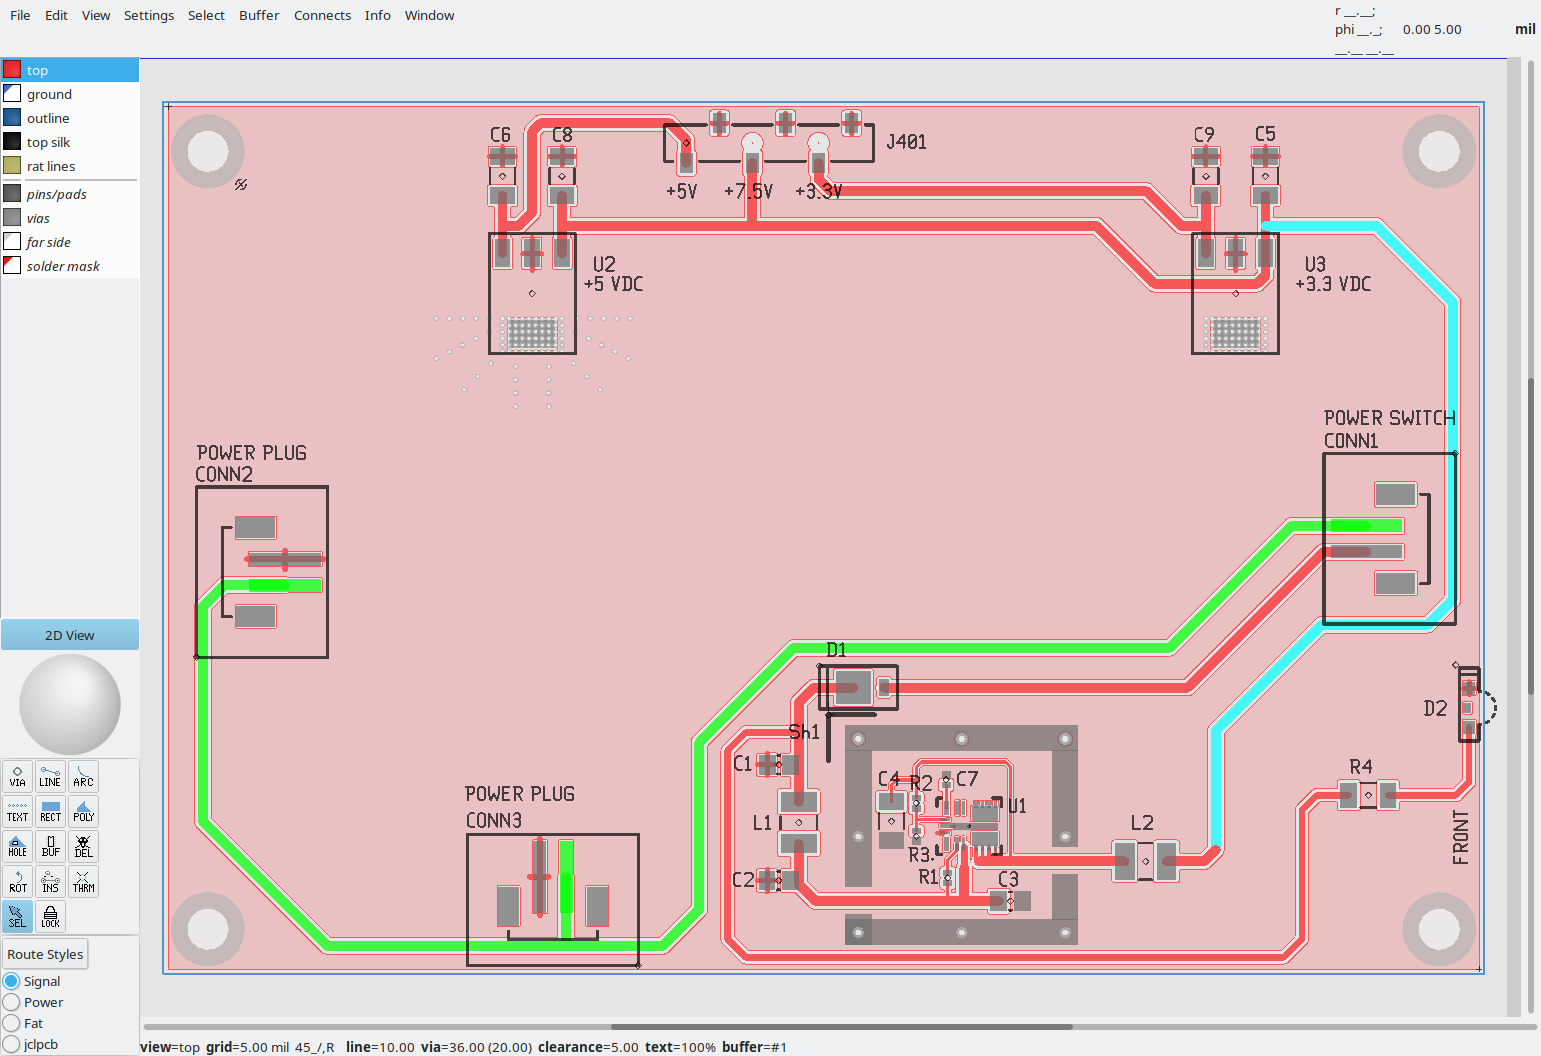 File Edit View Settings Select Buffer Connects Info Window
r __.__;
phi __._; 0.00 5.00 mil
__.__ __.__
top
ground
outline
top silk
rat lines
pins/pads
vias
far side
solder mask
2D View
VIA LINE ARC
TEXT RECT POLY
HOLE BUF DEL
ROT INS THRM
SEL LOCK
Route Styles
Signal
Power
Fat
jclpcb
C6 C8 J401 C9 C5
+5V +7.5V +3.3V
U2
+5 VDC
U3
+3.3 VDC
POWER SWITCH
CONN1
POWER PLUG
CONN2
D1
Sh1
D2
C1
C4 R2 C7
R4
POWER PLUG
CONN3
U1
L1
L2
FRONT
R3.
C2
R1
C3
view=top grid=5.00 mil 45_/,R line=10.00 via=36.00 (20.00) clearance=5.00 text=100% buffer=#1